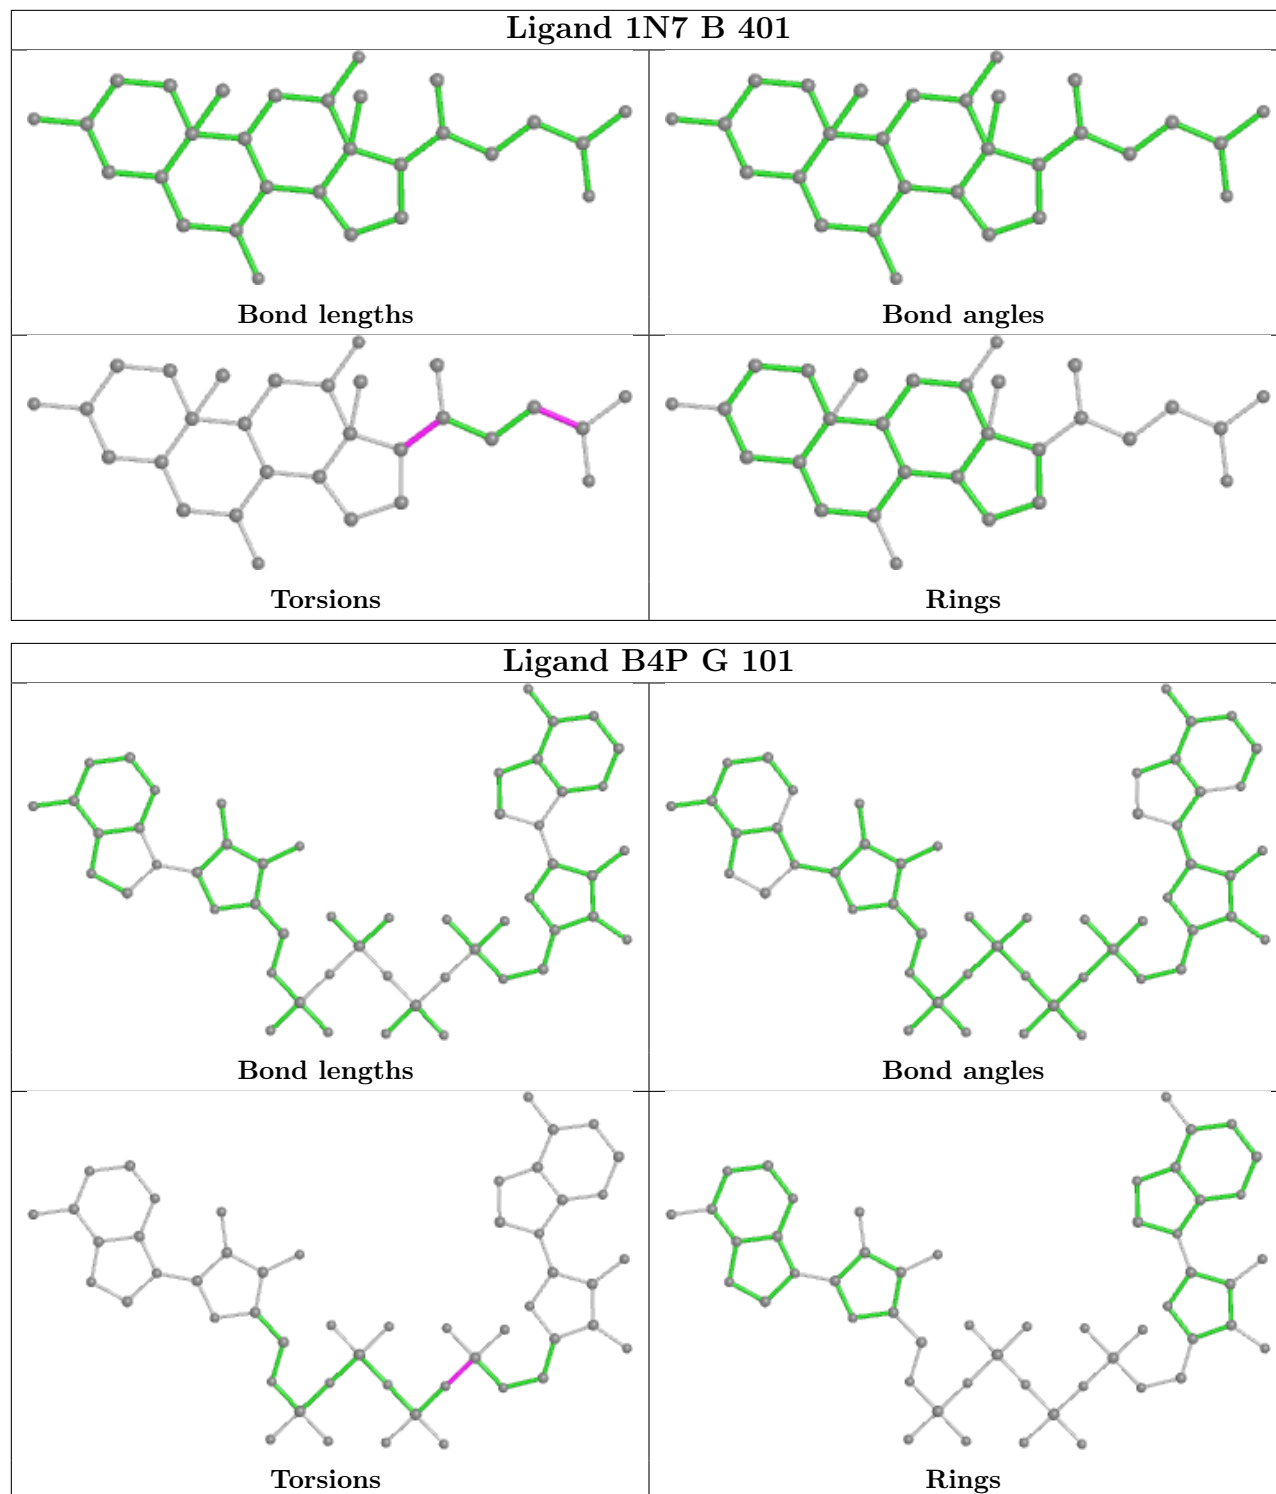 Ligand 1N7 B 401
Bond lengths
Bond angles
Torsions
Rings
Ligand B4P G 101
Bond lengths
Bond angles
Torsions
Rings